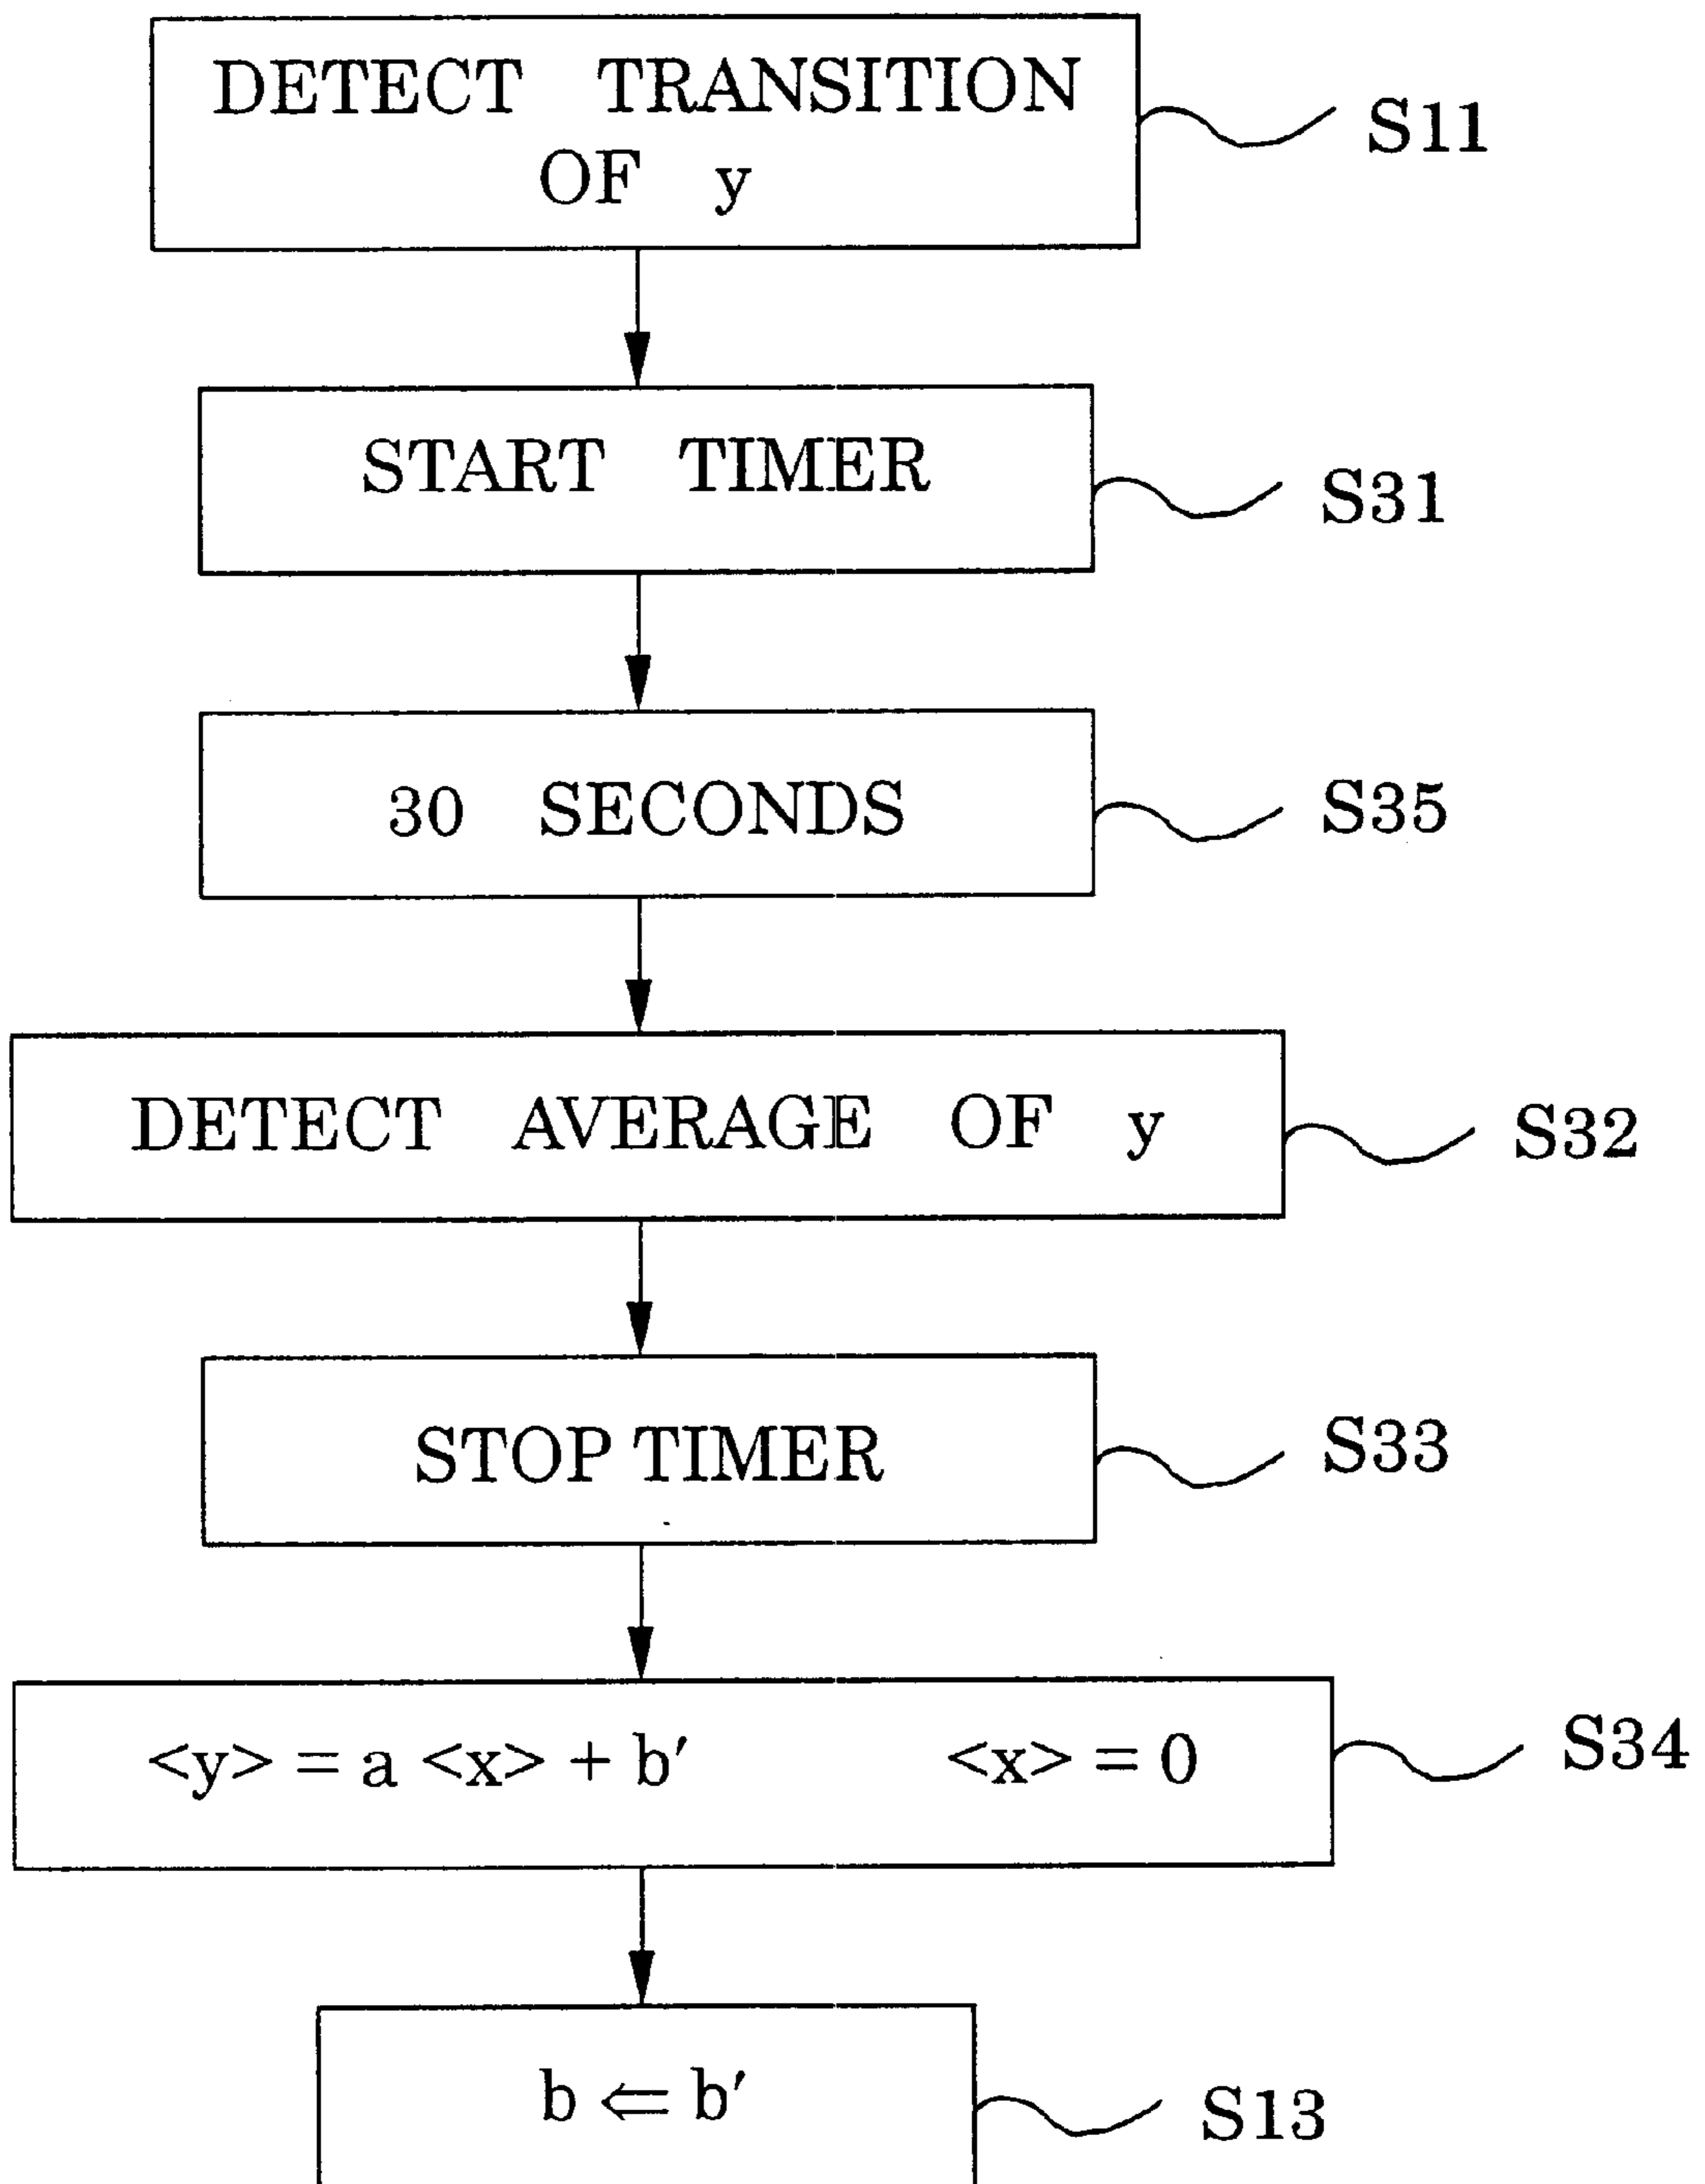 DETECT TRANSITION
OF y
S11
START TIMER
S31
30 SECONDS
S35
DETECT AVERAGE OF y
S32
STOP TIMER
S33
<y> = a <x> + b′ <x> = 0
S34
b ⇐ b′
S13